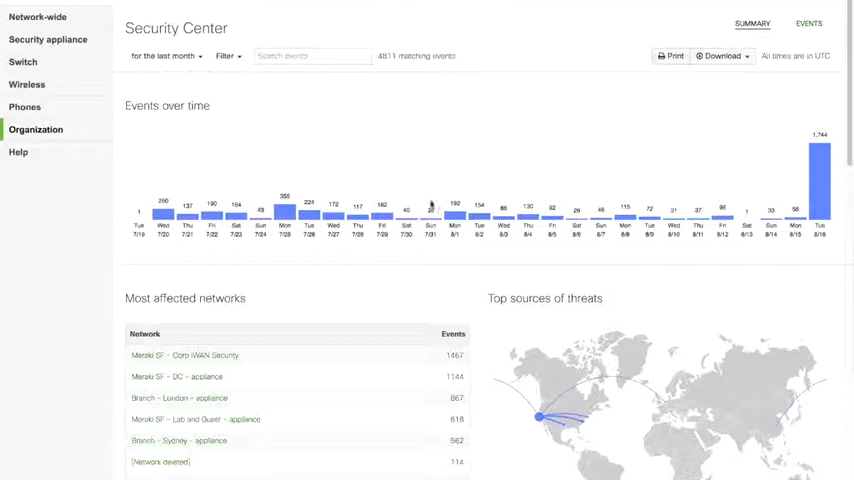 Network-wide
Security appliance
Switch
Wireless
Phones
Organization
Help
Security Center
SUMMARY EVENTS
for the last month Filter Search events 4811 matching events Print Download All times are in UTC
Events over time
1 260 137 190 164 43 355 224 172 117 162 40 192 154 88 130 92 29 46 115 72 31 37 98 1 33 58 1,744
Tue Wed Thu Fri Sat Sun Mon Tue Wed Thu Fri Sat Sun Mon Tue Wed Thu Fri Sat Sun Mon Tue Wed Thu Fri Sat Sun Mon Tue
7/19 7/20 7/21 7/22 7/23 7/24 7/25 7/26 7/27 7/28 7/29 7/30 7/31 8/1 8/2 8/3 8/4 8/5 8/6 8/7 8/8 8/9 8/10 8/11 8/12 8/13 8/14 8/15 8/16
Most affected networks
Network Events
Meraki SF - Corp IWAN Security 1467
Meraki SF - DC - appliance 1144
Branch - London - appliance 867
Meraki SF - Lab and Guest - appliance 618
Branch - Sydney - appliance 562
[Network deleted] 114
Top sources of threats